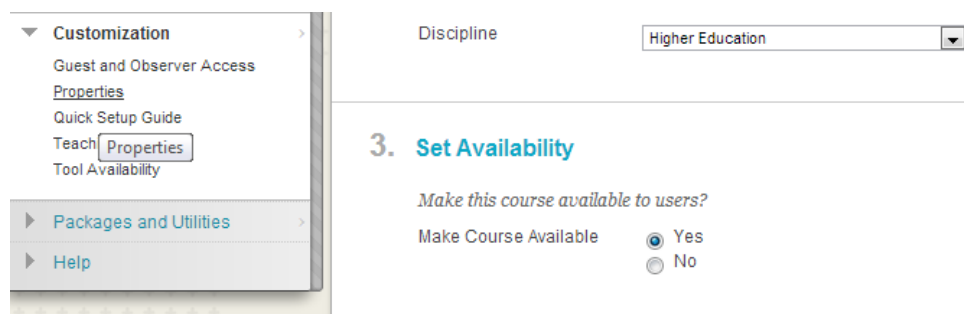 Customization
Guest and Observer Access
Properties
Quick Setup Guide
Teach
Properties
Tool Availability
Packages and Utilities
Help
Discipline
Higher Education
3. Set Availability
Make this course available to users?
Make Course Available
Yes
No